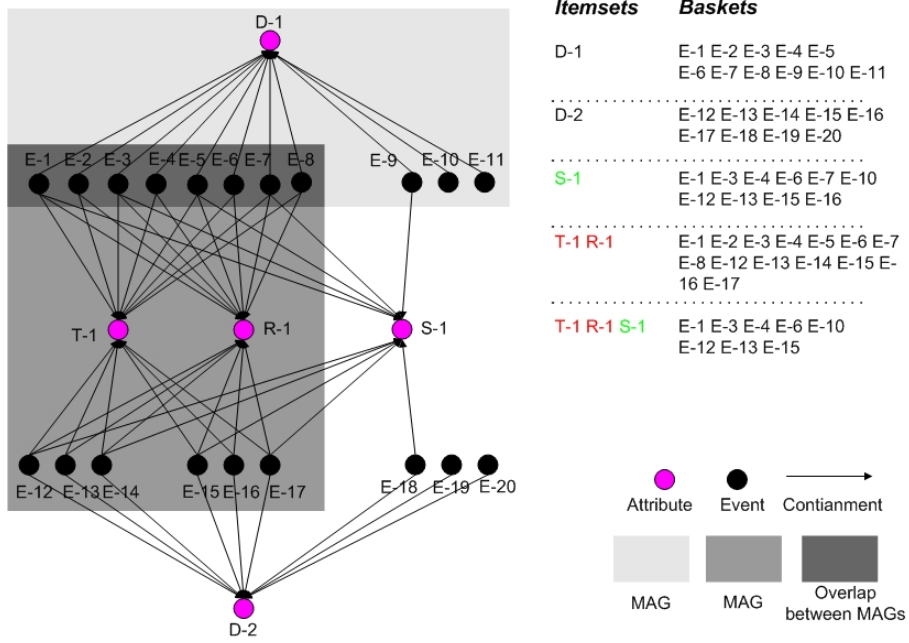 D-1
E-1 E-2 E-3 E-4 E-5 E-6 E-7 E-8 E-9 E-10 E-11
T-1 R-1 S-1
E-12 E-13 E-14 E-15 E-16 E-17 E-18 E-19 E-20
D-2
Itemsets Baskets
D-1 E-1 E-2 E-3 E-4 E-5
E-6 E-7 E-8 E-9 E-10 E-11
D-2 E-12 E-13 E-14 E-15 E-16
E-17 E-18 E-19 E-20
S-1 E-1 E-3 E-4 E-6 E-7 E-10
E-12 E-13 E-15 E-16
T-1 R-1 E-1 E-2 E-3 E-4 E-5 E-6 E-7
E-8 E-12 E-13 E-14 E-15 E-
16 E-17
T-1 R-1 S-1 E-1 E-3 E-4 E-6 E-10
E-12 E-13 E-15
Attribute Event Contianment
MAG MAG Overlap
between MAGs